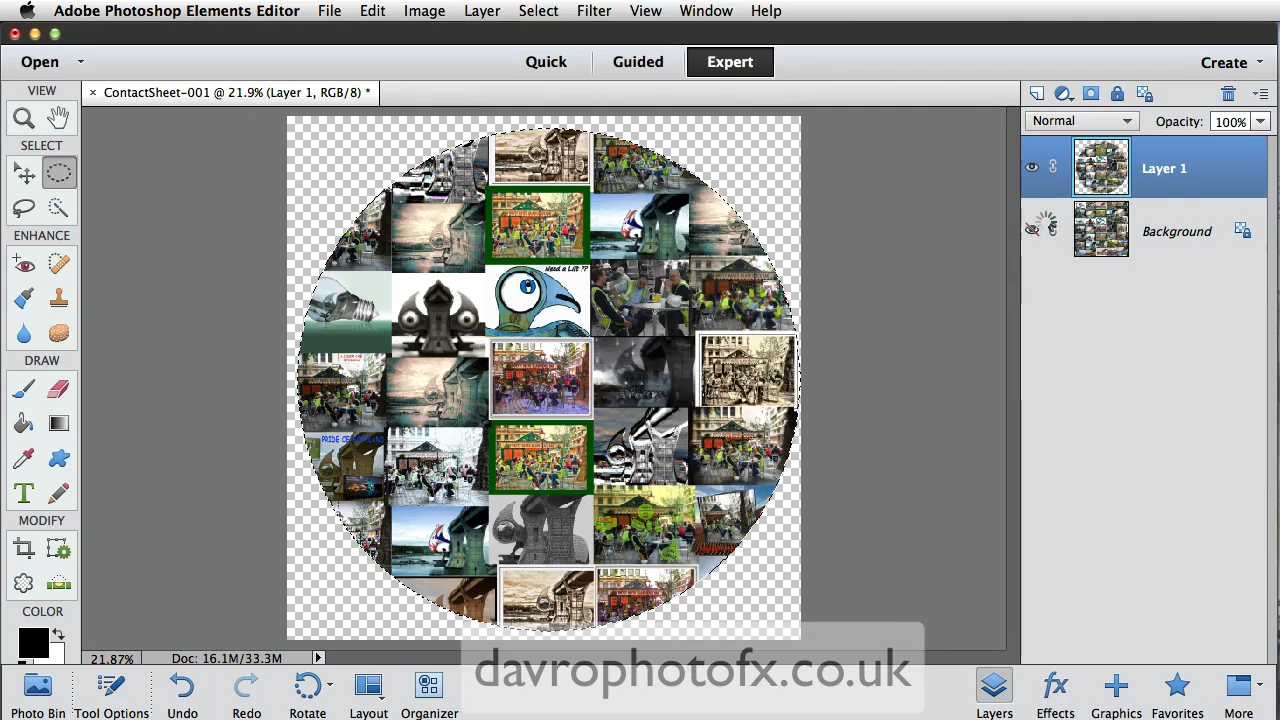 Adobe Photoshop Elements Editor File Edit Image Layer Select Filter View Window Help
Open Quick Guided Expert Create
VIEW
× ContactSheet-001 @ 21.9% (Layer 1, RGB/8) *
Normal Opacity: 100%
SELECT
Layer 1
Background
ENHANCE
Need a Lift ??
DRAW
PRIDE OF SCOTLAND
T
MODIFY
COLOR
21.87% Doc: 16.1M/33.3M
davrophotofx.co.uk
fx
Photo Bin Tool Options Undo Redo Rotate Layout Organizer Layers Effects Graphics Favorites More